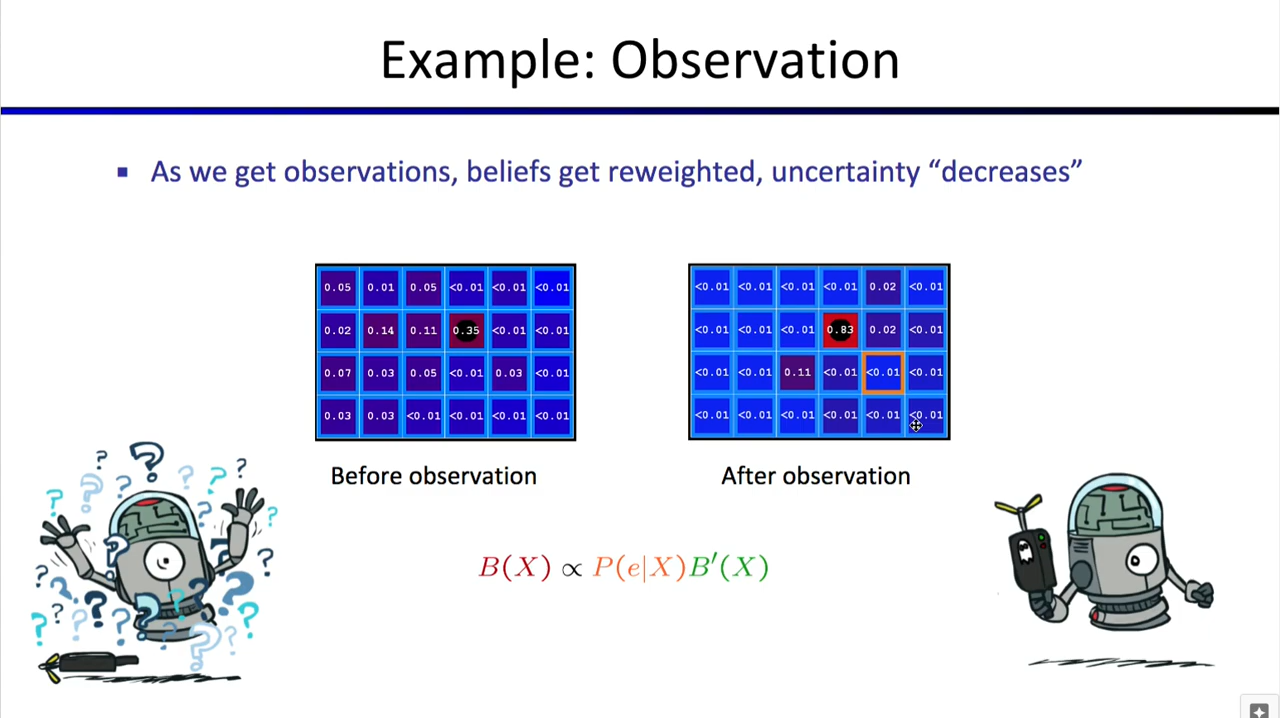 Example: Observation
▪ As we get observations, beliefs get reweighted, uncertainty “decreases”
0.05 0.01 0.05 <0.01 <0.01 <0.01
0.02 0.14 0.11 0.35 <0.01 <0.01
0.07 0.03 0.05 <0.01 0.03 <0.01
0.03 0.03 <0.01 <0.01 <0.01 <0.01
Before observation
<0.01 <0.01 <0.01 <0.01 0.02 <0.01
<0.01 <0.01 <0.01 0.83 0.02 <0.01
<0.01 <0.01 0.11 <0.01 <0.01 <0.01
<0.01 <0.01 <0.01 <0.01 <0.01 <0.01
After observation
B(X) ∝ P(e|X)B′(X)